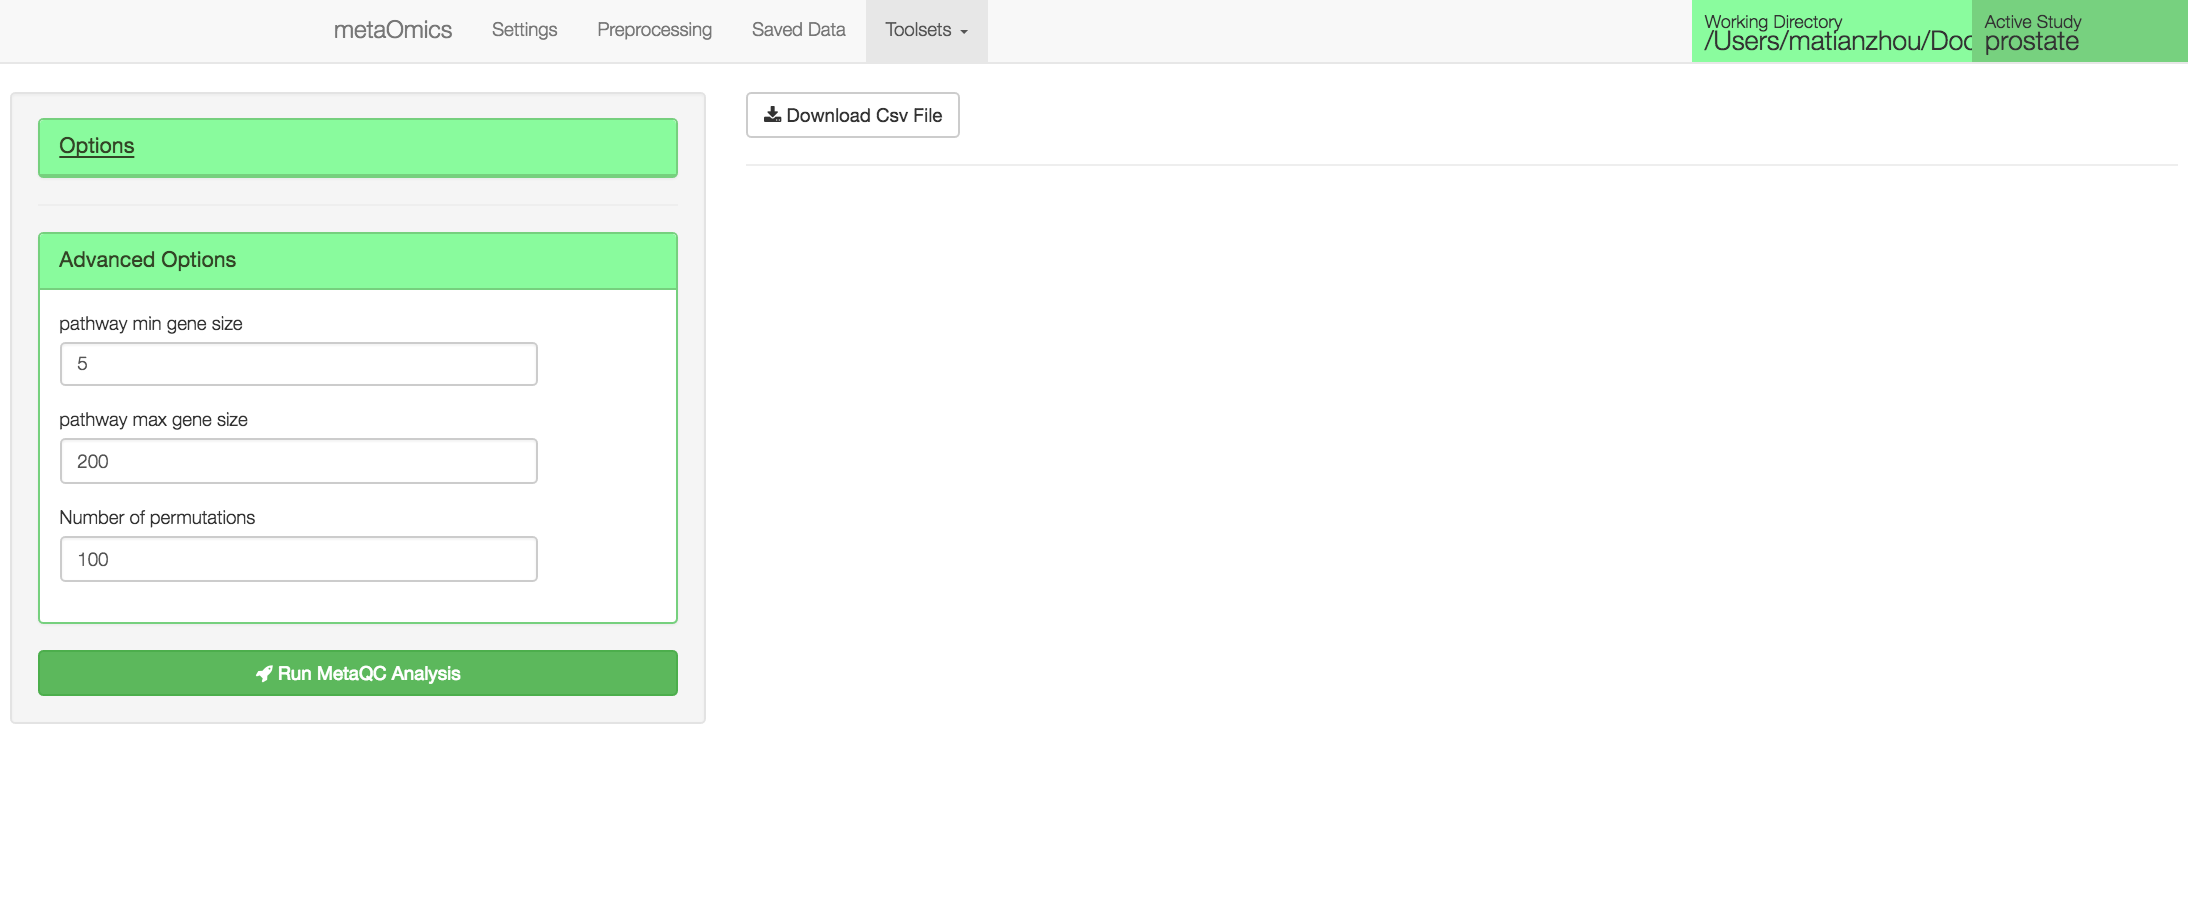 metaOmics Settings Preprocessing Saved Data Toolsets
Working Directory
/Users/matianzhou/Doc
Active Study
prostate
Options
Advanced Options
pathway min gene size
5
pathway max gene size
200
Number of permutations
100
Run MetaQC Analysis
Download Csv File